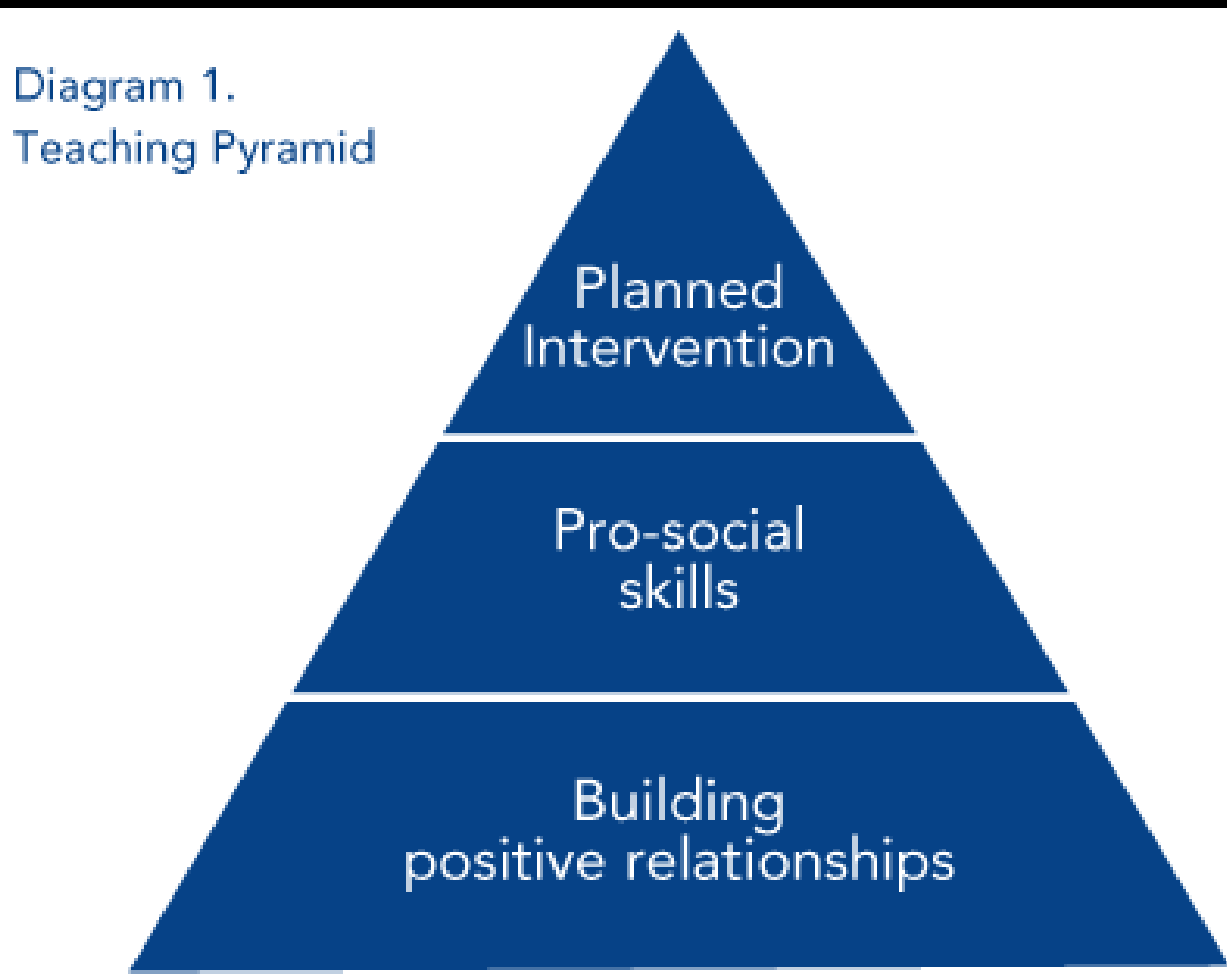 Diagram 1.
Teaching Pyramid
Planned
Intervention
Pro-social
skills
Building
positive relationships